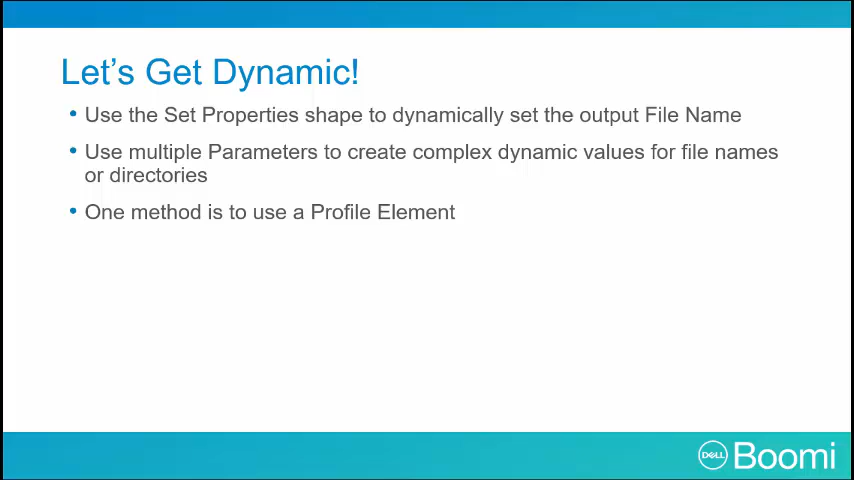 Let's Get Dynamic!
• Use the Set Properties shape to dynamically set the output File Name
• Use multiple Parameters to create complex dynamic values for file names
or directories
• One method is to use a Profile Element
DELL Boomi